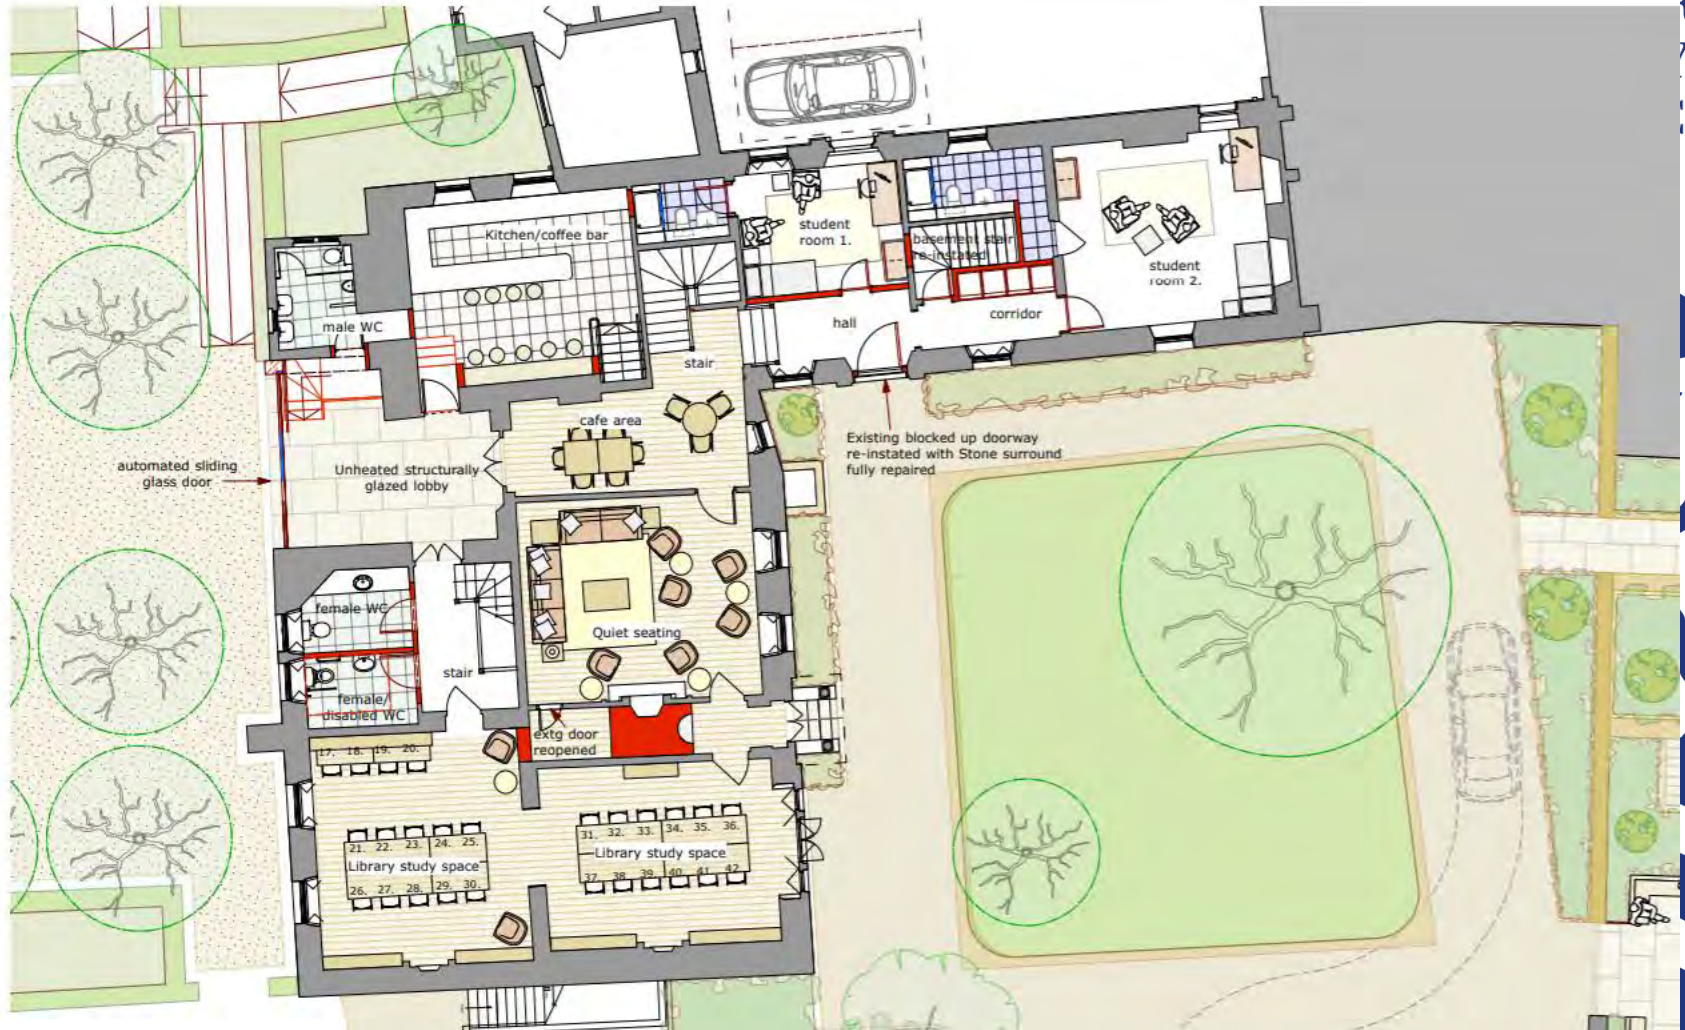 Kitchen/coffee bar
student
room 1.
basement stair
re-instated
student
room 2.
male WC
hall
corridor
stair
cafe area
Existing blocked up doorway
re-instated with Stone surround
fully repaired
automated sliding
glass door
Unheated structurally
glazed lobby
female WC
Quiet seating
stair
female/
disabled WC
extg door
reopened
17. 18. 19. 20.
21. 22. 23. 24. 25.
Library study space
26. 27. 28. 29. 30.
31. 32. 33. 34. 35. 36.
Library study space
37. 38. 39. 40. 41. 42.